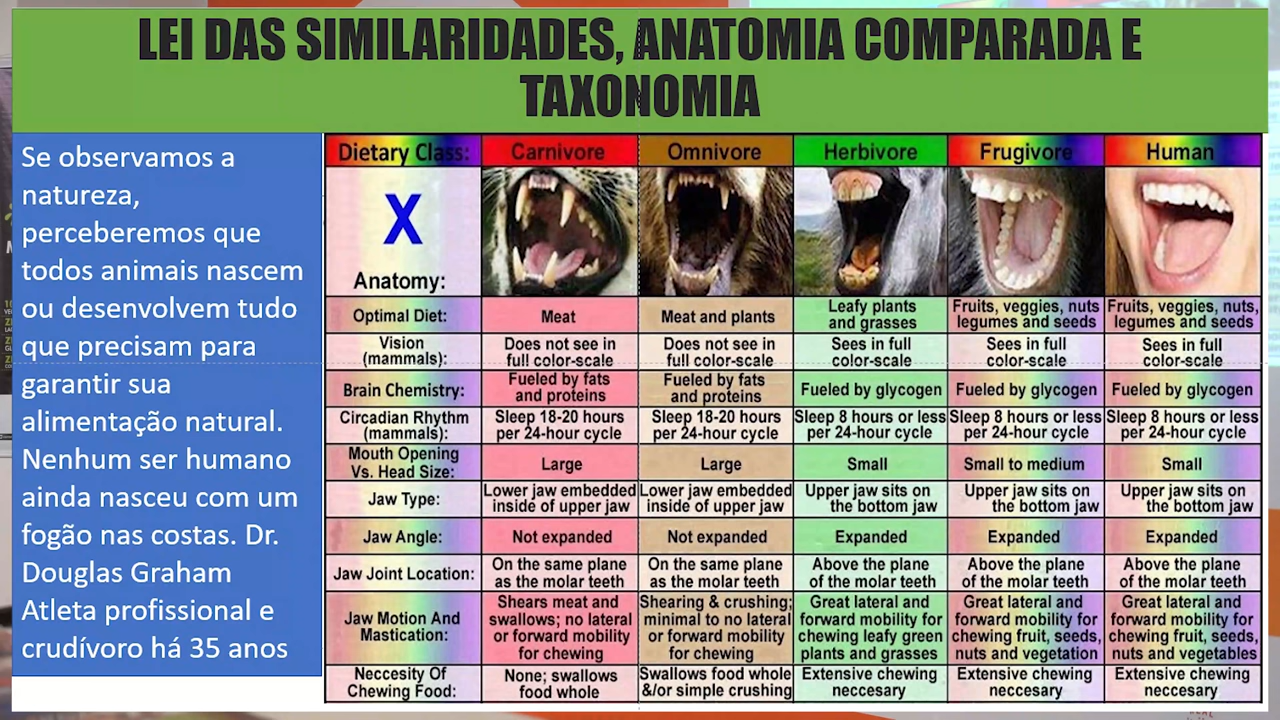 LEI DAS SIMILARIDADES, ANATOMIA COMPARADA E
TAXONOMIA
Se observamos a
natureza,
perceberemos que
todos animais nascem
ou desenvolvem tudo
que precisam para
garantir sua
alimentação natural.
Nenhum ser humano
ainda nasceu com um
fogão nas costas. Dr.
Douglas Graham
Atleta profissional e
crudívoro há 35 anos
Dietary Class: Carnivore Omnivore Herbivore Frugivore Human
X
Anatomy:
Optimal Diet: Meat Meat and plants Leafy plants and grasses Fruits, veggies, nuts legumes and seeds Fruits, veggies, nuts, legumes and seeds
Vision (mammals): Does not see in full color-scale Does not see in full color-scale Sees in full color-scale Sees in full color-scale Sees in full color-scale
Brain Chemistry: Fueled by fats and proteins Fueled by fats and proteins Fueled by glycogen Fueled by glycogen Fueled by glycogen
Circadian Rhythm (mammals): Sleep 18-20 hours per 24-hour cycle Sleep 18-20 hours per 24-hour cycle Sleep 8 hours or less per 24-hour cycle Sleep 8 hours or less per 24-hour cycle Sleep 8 hours or less per 24-hour cycle
Mouth Opening Vs. Head Size: Large Large Small Small to medium Small
Jaw Type: Lower jaw embedded inside of upper jaw Lower jaw embedded inside of upper jaw Upper jaw sits on the bottom jaw Upper jaw sits on the bottom jaw Upper jaw sits on the bottom jaw
Jaw Angle: Not expanded Not expanded Expanded Expanded Expanded
Jaw Joint Location: On the same plane as the molar teeth On the same plane as the molar teeth Above the plane of the molar teeth Above the plane of the molar teeth Above the plane of the molar teeth
Jaw Motion And Mastication: Shears meat and swallows; no lateral or forward mobility for chewing Shearing & crushing; minimal to no lateral or forward mobility for chewing Great lateral and forward mobility for chewing leafy green plants and grasses Great lateral and forward mobility for chewing fruit, seeds, nuts and vegetation Great lateral and forward mobility for chewing fruit, seeds, nuts and vegetables
Neccesity Of Chewing Food: None; swallows food whole Swallows food whole &/or simple crushing Extensive chewing neccesary Extensive chewing neccesary Extensive chewing neccesary